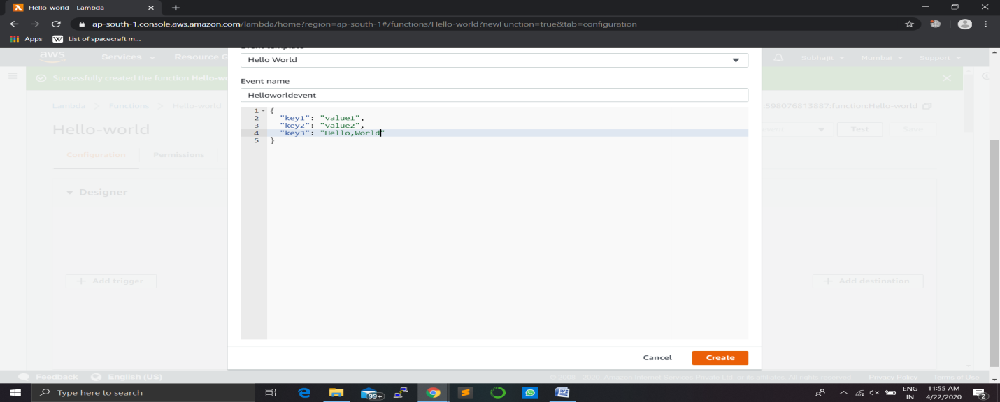 Hello-world - Lambda
ap-south-1.console.aws.amazon.com/lambda/home?region=ap-south-1#/functions/Hello-world?newFunction=true&tab=configuration
Apps
W List of spacecraft m...
Event template
aws Services Resource G
Hello World
Subhajit Mumbai Support
Successfully created the function Hello-w
Event name
Helloworldevent
Lambda > Functions > Hello-world
:598076813887:function:Hello-world
1 {
2 "key1": "value1",
3 "key2": "value2",
4 "key3": "Hello,World"
5 }
Hello-world
Test Save
Configuration Permissions
Designer
+ Add trigger
+ Add destination
Cancel Create
Feedback English (US)
© 2008 - 2020, Amazon Internet Services Private Ltd. or its affiliates. All rights reserved. Privacy Policy Terms of Use
Type here to search
99+
ENG
IN
11:55 AM
4/22/2020
2